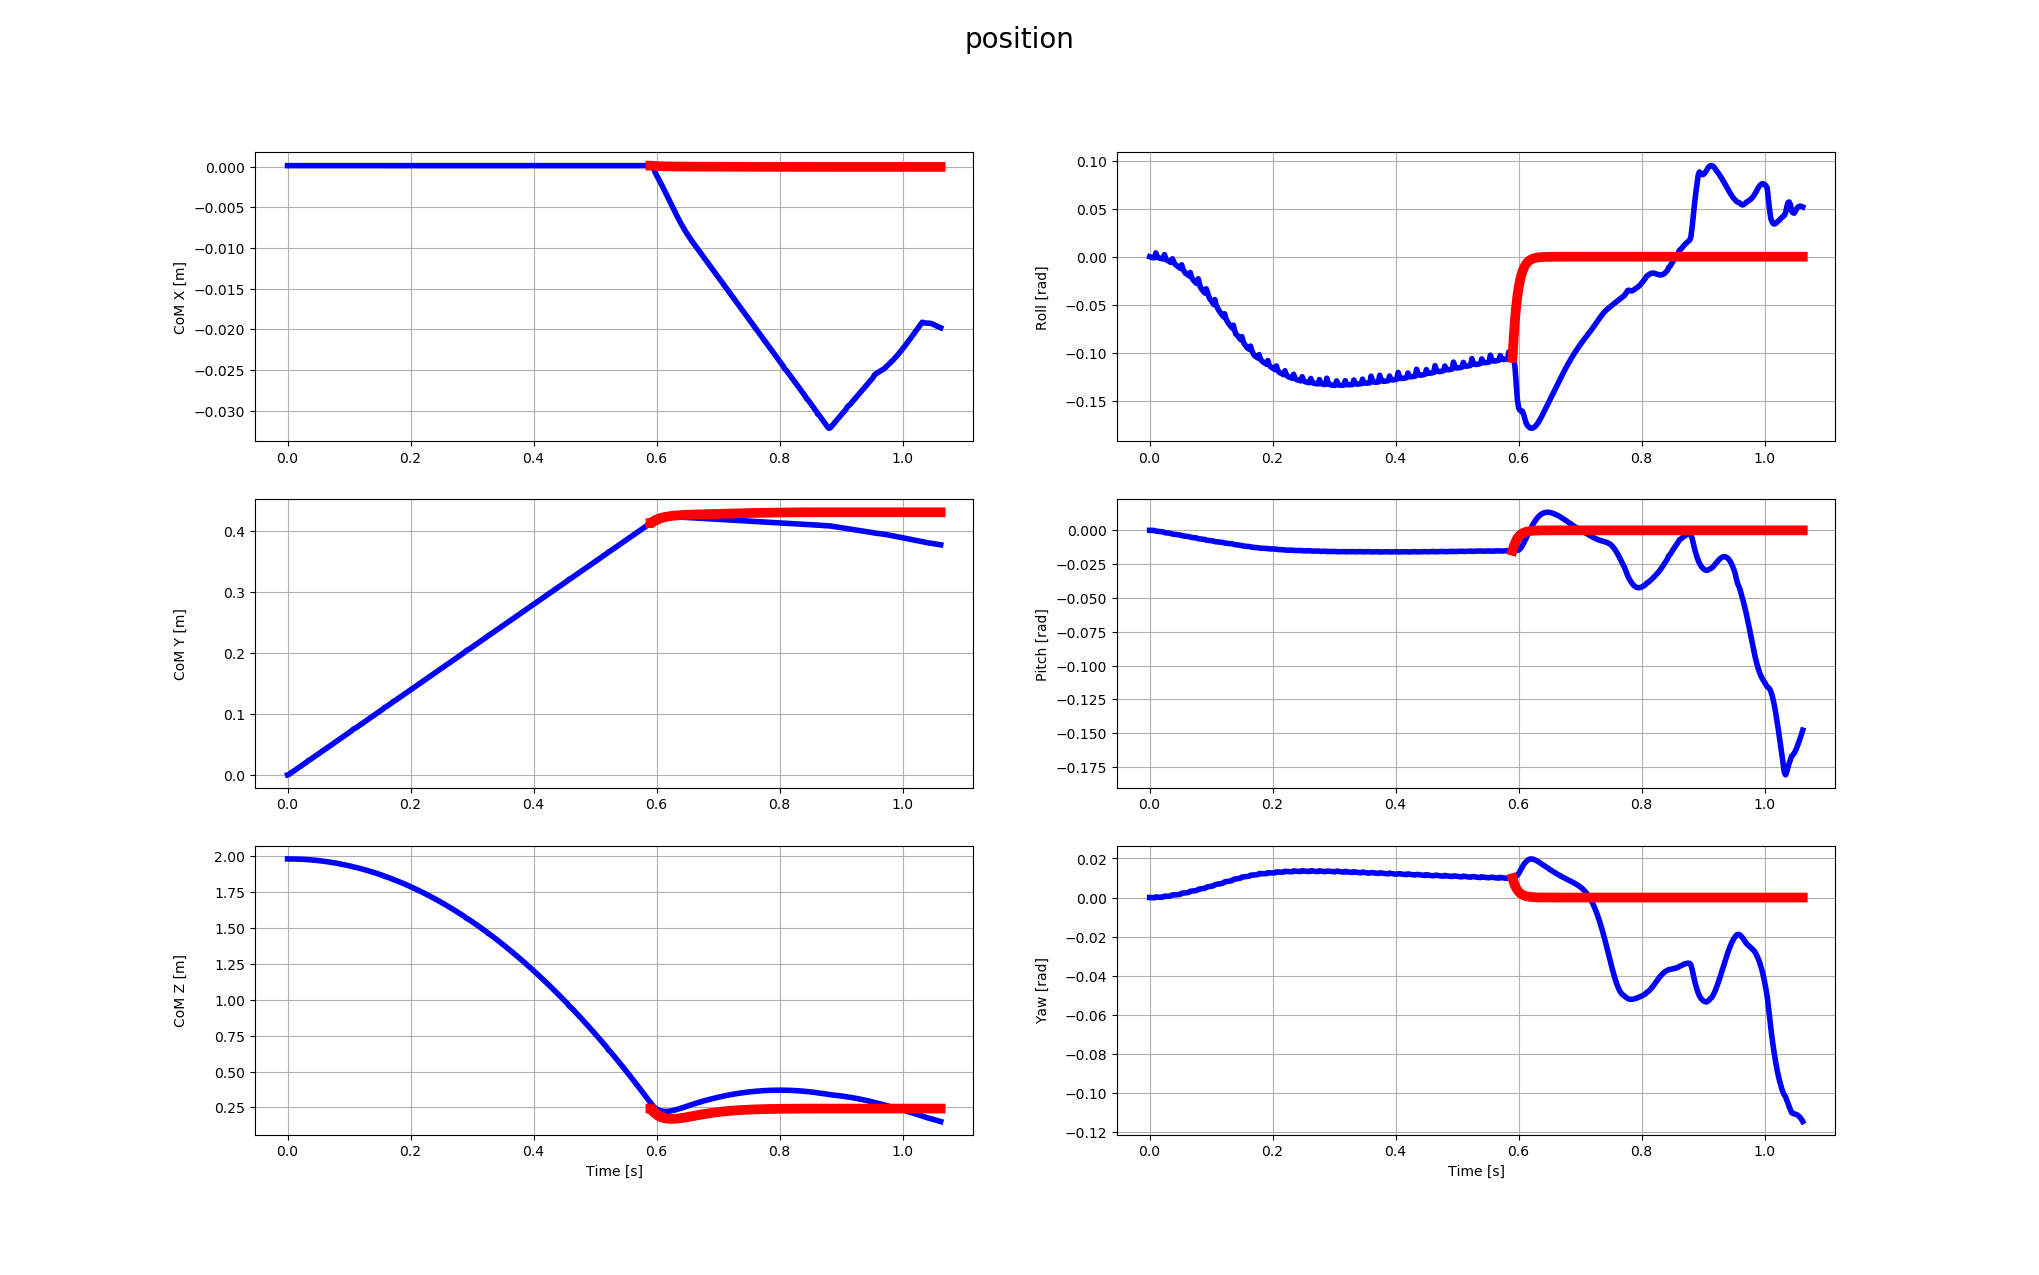 position
0.000
−0.005
−0.010
−0.015
−0.020
−0.025
−0.030
CoM X [m]
0.0 0.2 0.4 0.6 0.8 1.0
0.10
0.05
0.00
−0.05
−0.10
−0.15
Roll [rad]
0.0 0.2 0.4 0.6 0.8 1.0
0.4
0.3
0.2
0.1
0.0
CoM Y [m]
0.0 0.2 0.4 0.6 0.8 1.0
0.000
−0.025
−0.050
−0.075
−0.100
−0.125
−0.150
−0.175
Pitch [rad]
0.0 0.2 0.4 0.6 0.8 1.0
2.00
1.75
1.50
1.25
1.00
0.75
0.50
0.25
CoM Z [m]
0.0 0.2 0.4 0.6 0.8 1.0
Time [s]
0.02
0.00
−0.02
−0.04
−0.06
−0.08
−0.10
−0.12
Yaw [rad]
0.0 0.2 0.4 0.6 0.8 1.0
Time [s]